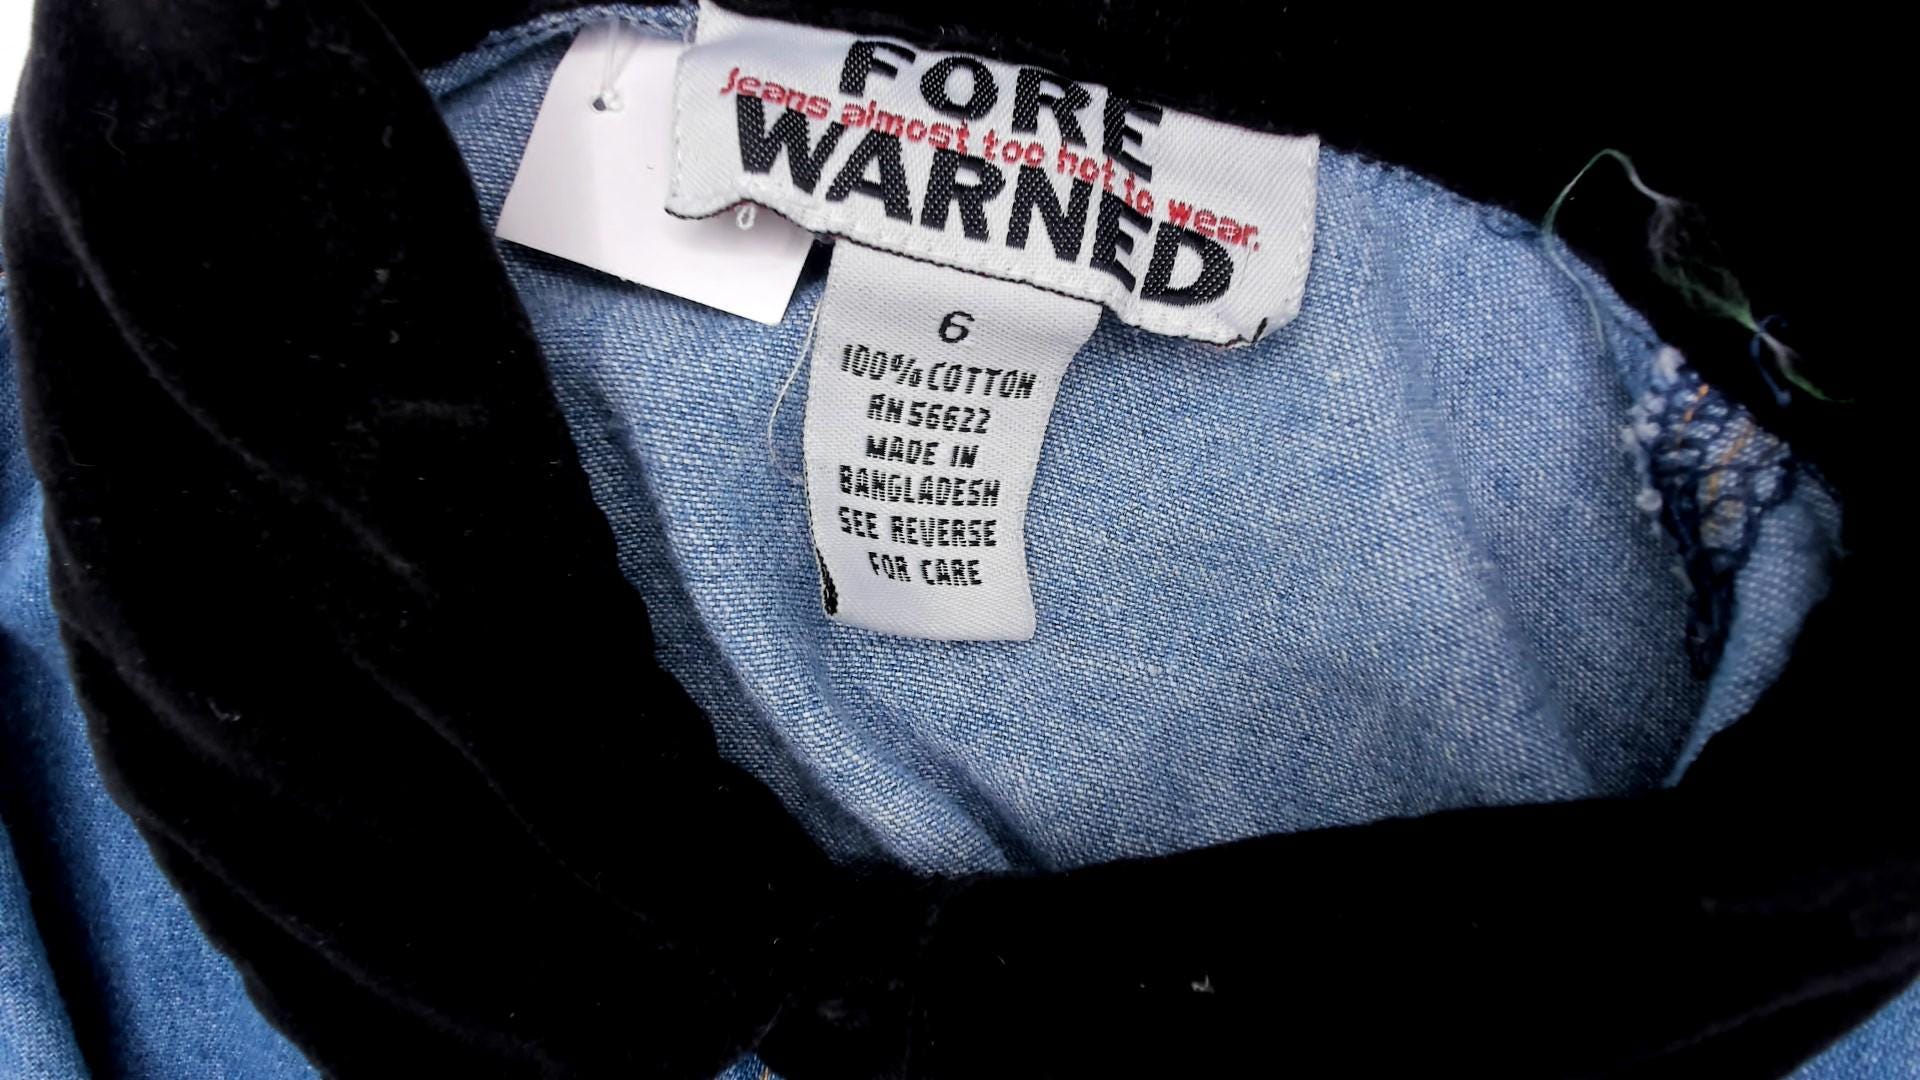 FORE
Jeans almost too hot to wear.
WARNED
6
100% COTTON
RN 56622
MADE IN
BANGLADESH
SEE REVERSE
FOR CARE